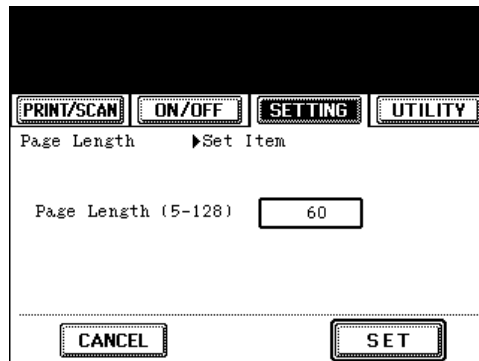 PRINT/SCAN ON/OFF SETTING UTILITY
Page Length ▶Set Item
Page Length (5-128) 60
CANCEL SET